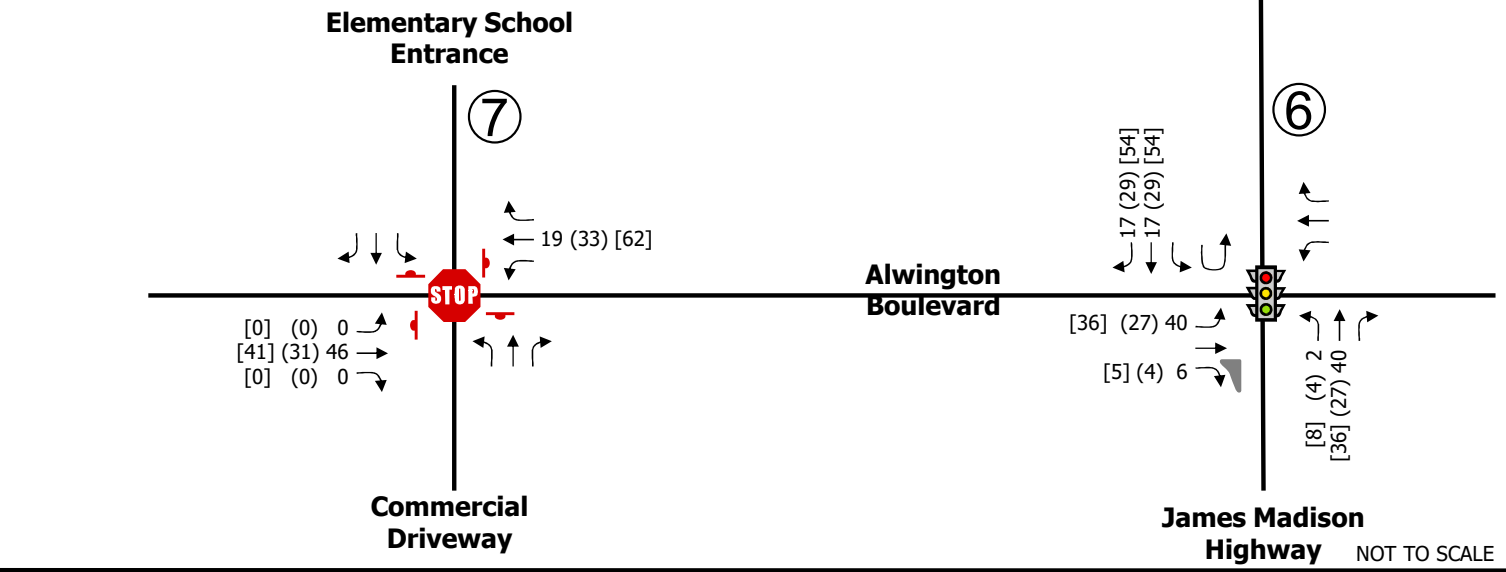 Elementary School
Entrance
7
19 (33) [62]
STOP
[0] (0) 0
[41] (31) 46
[0] (0) 0
Commercial
Driveway
Alwington
Boulevard
6
17 (29) [54]
17 (29) [54]
[36] (27) 40
[5] (4) 6
[8] (4) 2
[36] (27) 40
James Madison
Highway
NOT TO SCALE